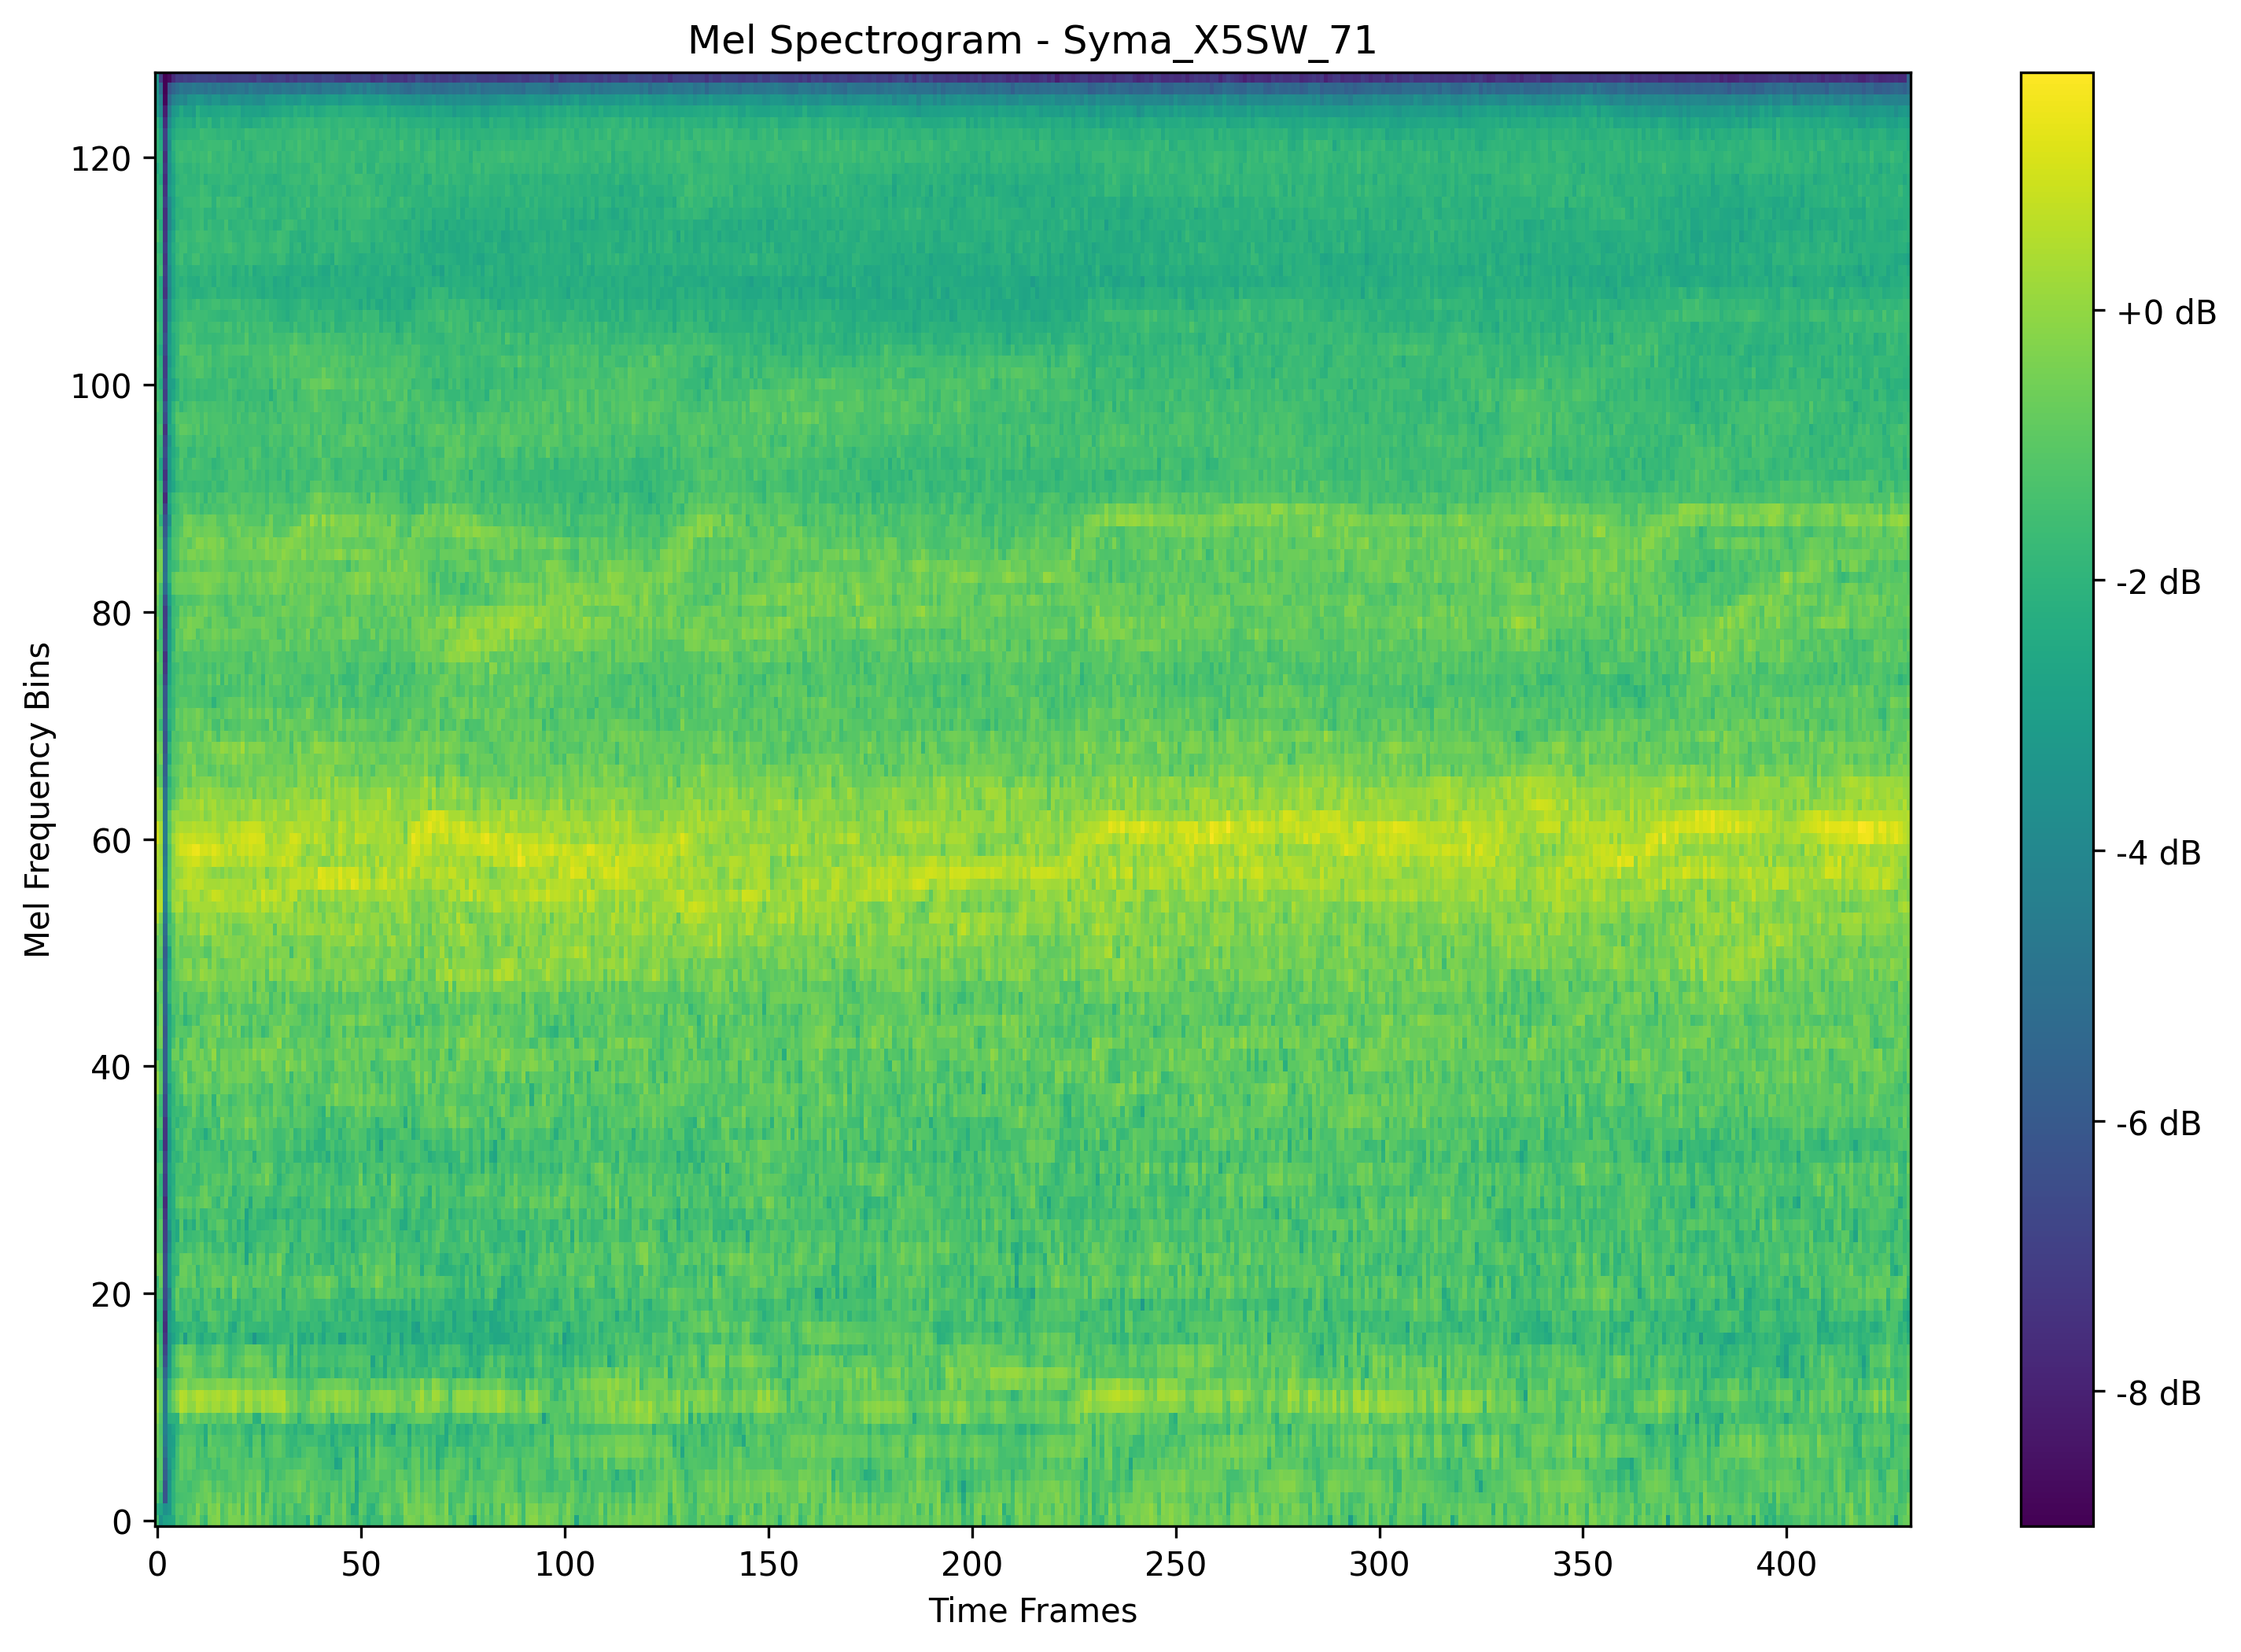 Mel Spectrogram - Syma_X5SW_71
Mel Frequency Bins
120
100
80
60
40
20
0
0 50 100 150 200 250 300 350 400
Time Frames
+0 dB
-2 dB
-4 dB
-6 dB
-8 dB